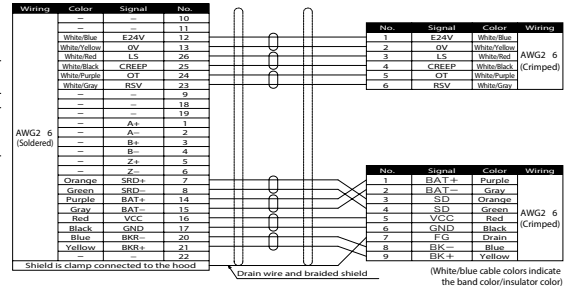 Wiring Color Signal No.
– – 10
– – 11
White/Blue E24V 12
White/Yellow 0V 13
White/Red LS 26
White/Black CREEP 25
White/Purple OT 24
White/Gray RSV 23
– – 9
– – 18
– – 19
– A+ 1
– A– 2
– B+ 3
– B– 4
– Z+ 5
– Z– 6
Orange SRD+ 7
Green SRD– 8
Purple BAT+ 14
Gray BAT– 15
Red VCC 16
Black GND 17
Blue BKR– 20
Yellow BKR+ 21
– – 22
AWG2 6
(Soldered)
Shield is clamp connected to the hood
Drain wire and braided shield
No. Signal Color Wiring
1 E24V White/Blue
2 0V White/Yellow
3 LS White/Red
4 CREEP White/Black
5 OT White/Purple
6 RSV White/Gray
AWG2 6
(Crimped)
No. Signal Color Wiring
1 BAT+ Purple
2 BAT– Gray
3 SD Orange
4 SD Green
5 VCC Red
6 GND Black
7 FG Drain
8 BK– Blue
9 BK+ Yellow
AWG2 6
(Crimped)
(White/blue cable colors indicate
the band color/insulator color)